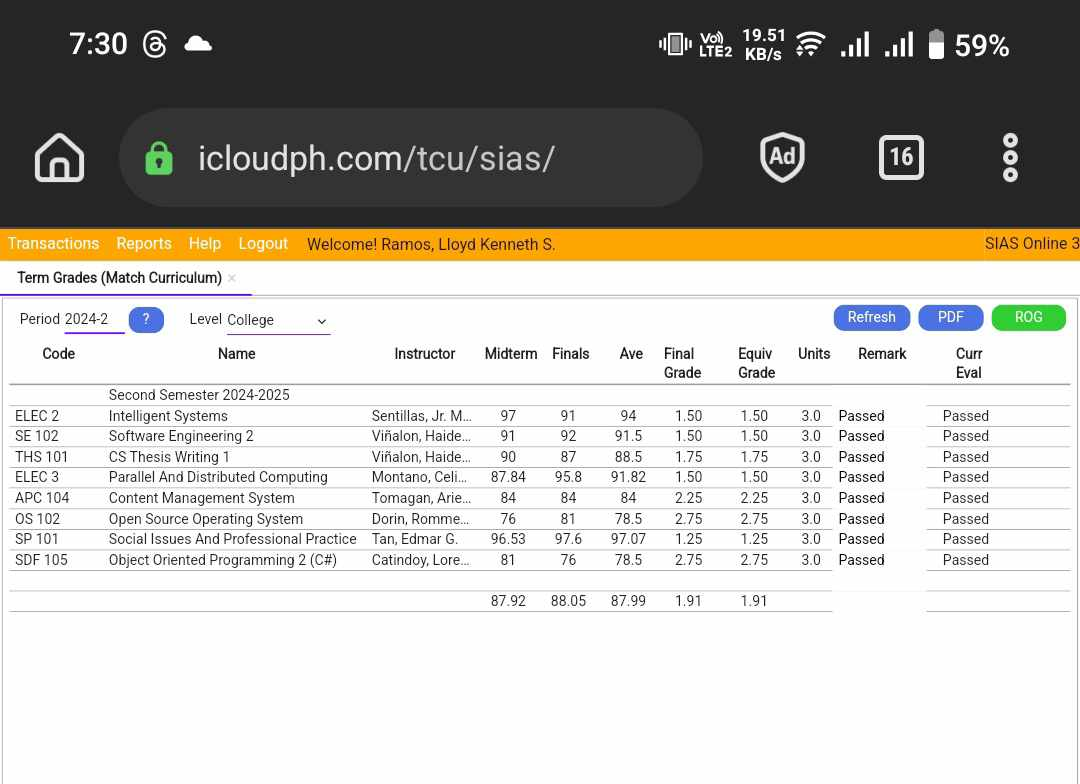 7:30 Vo) LTE2 19.51 KB/s 59%
icloudph.com/tcu/sias/ Ad 16
Transactions Reports Help Logout Welcome! Ramos, Lloyd Kenneth S. SIAS Online 3
Term Grades (Match Curriculum) ×
Period 2024-2 ? Level College Refresh PDF ROG
Code Name Instructor Midterm Finals Ave Final Grade Equiv Grade Units Remark Curr Eval
Second Semester 2024-2025
ELEC 2 Intelligent Systems Sentillas, Jr. M... 97 91 94 1.50 1.50 3.0 Passed Passed
SE 102 Software Engineering 2 Viñalon, Haide... 91 92 91.5 1.50 1.50 3.0 Passed Passed
THS 101 CS Thesis Writing 1 Viñalon, Haide... 90 87 88.5 1.75 1.75 3.0 Passed Passed
ELEC 3 Parallel And Distributed Computing Montano, Celi... 87.84 95.8 91.82 1.50 1.50 3.0 Passed Passed
APC 104 Content Management System Tomagan, Arie... 84 84 84 2.25 2.25 3.0 Passed Passed
OS 102 Open Source Operating System Dorin, Romme... 76 81 78.5 2.75 2.75 3.0 Passed Passed
SP 101 Social Issues And Professional Practice Tan, Edmar G. 96.53 97.6 97.07 1.25 1.25 3.0 Passed Passed
SDF 105 Object Oriented Programming 2 (C#) Catindoy, Lore... 81 76 78.5 2.75 2.75 3.0 Passed Passed
87.92 88.05 87.99 1.91 1.91